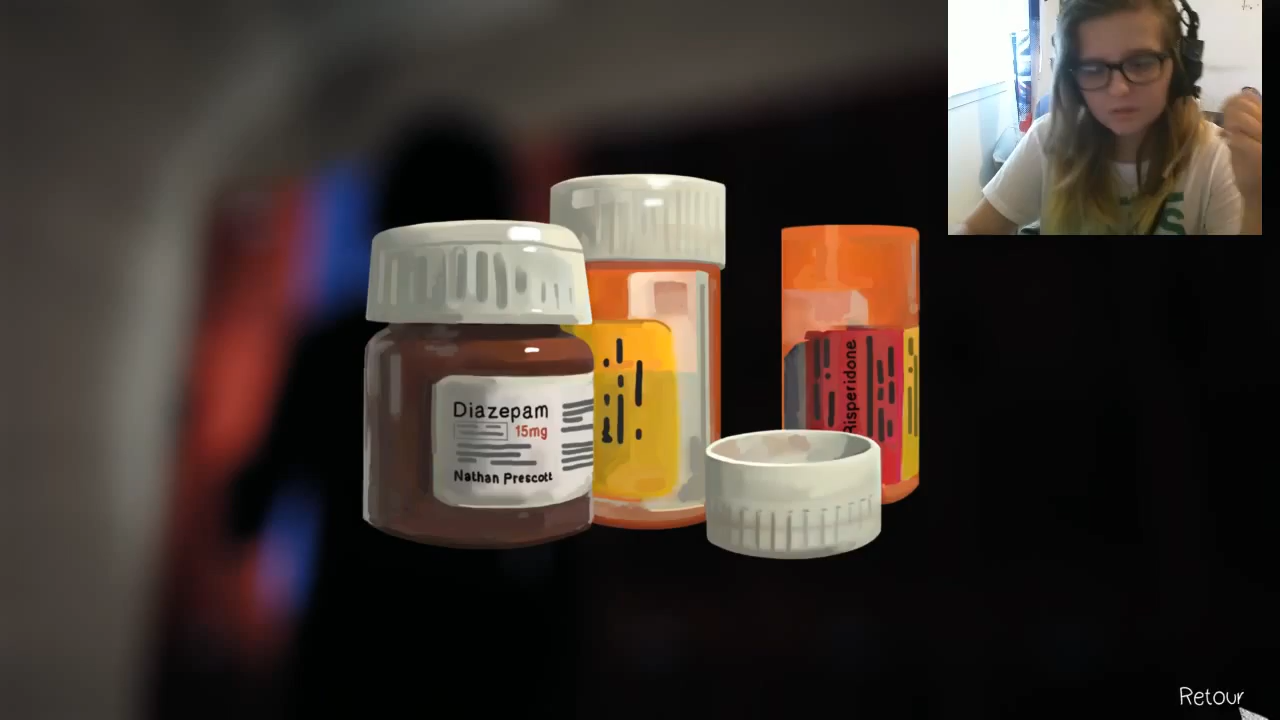 Diazepam
15mg
Nathan Prescott
Risperidone
Retour